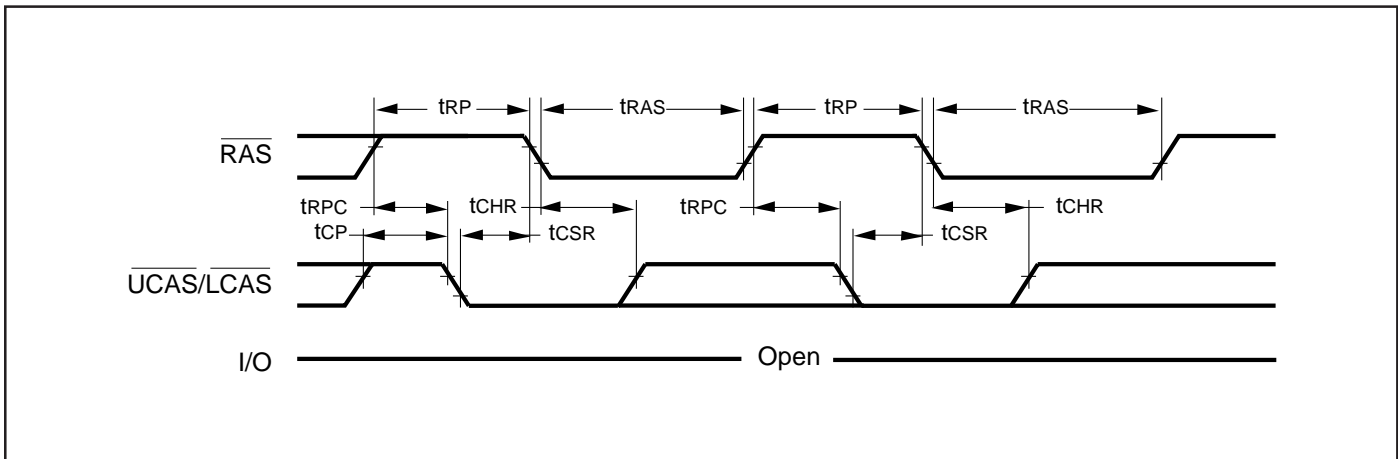 tRP tRAS tRP tRAS
RAS
tRPC tCHR tRPC tCHR
tCP tCSR tCSR
UCAS/LCAS
I/O Open